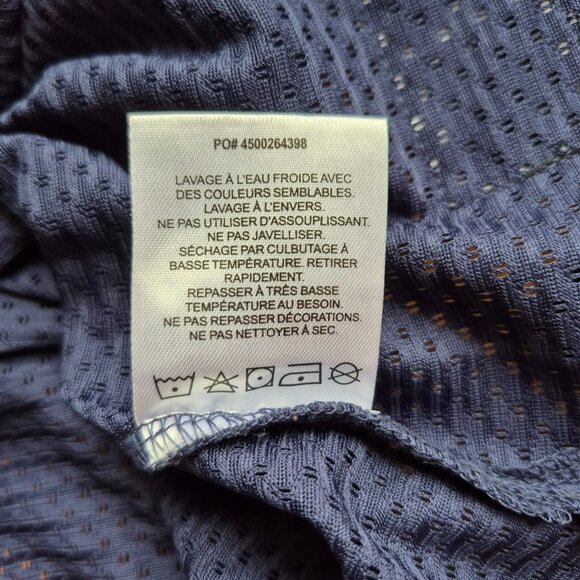 PO# 4500264398
LAVAGE À L'EAU FROIDE AVEC
DES COULEURS SEMBLABLES.
LAVAGE À L'ENVERS.
NE PAS UTILISER D'ASSOUPLISSANT.
NE PAS JAVELLISER.
SÉCHAGE PAR CULBUTAGE À
BASSE TEMPÉRATURE. RETIRER
RAPIDEMENT.
REPASSER À TRÈS BASSE
TEMPÉRATURE AU BESOIN.
NE PAS REPASSER DÉCORATIONS.
NE PAS NETTOYER À SEC.